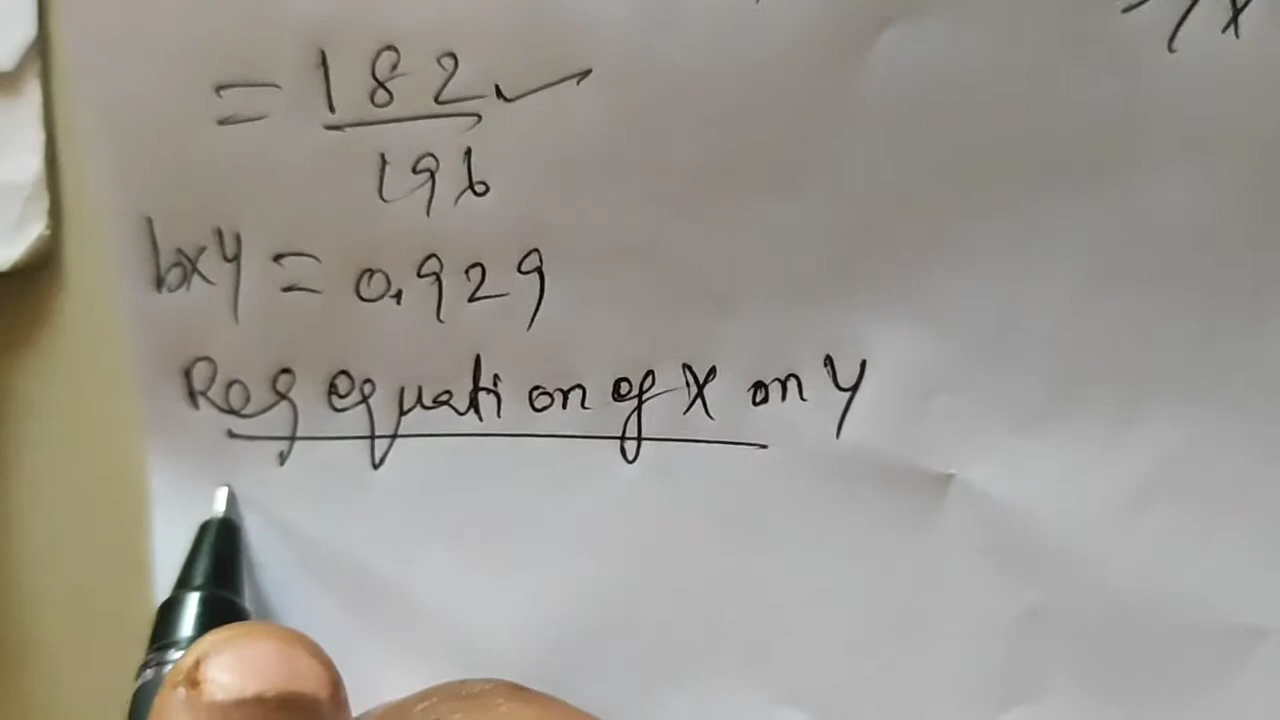 = 182
196
bxy = 0.929
Reg equation of X on Y